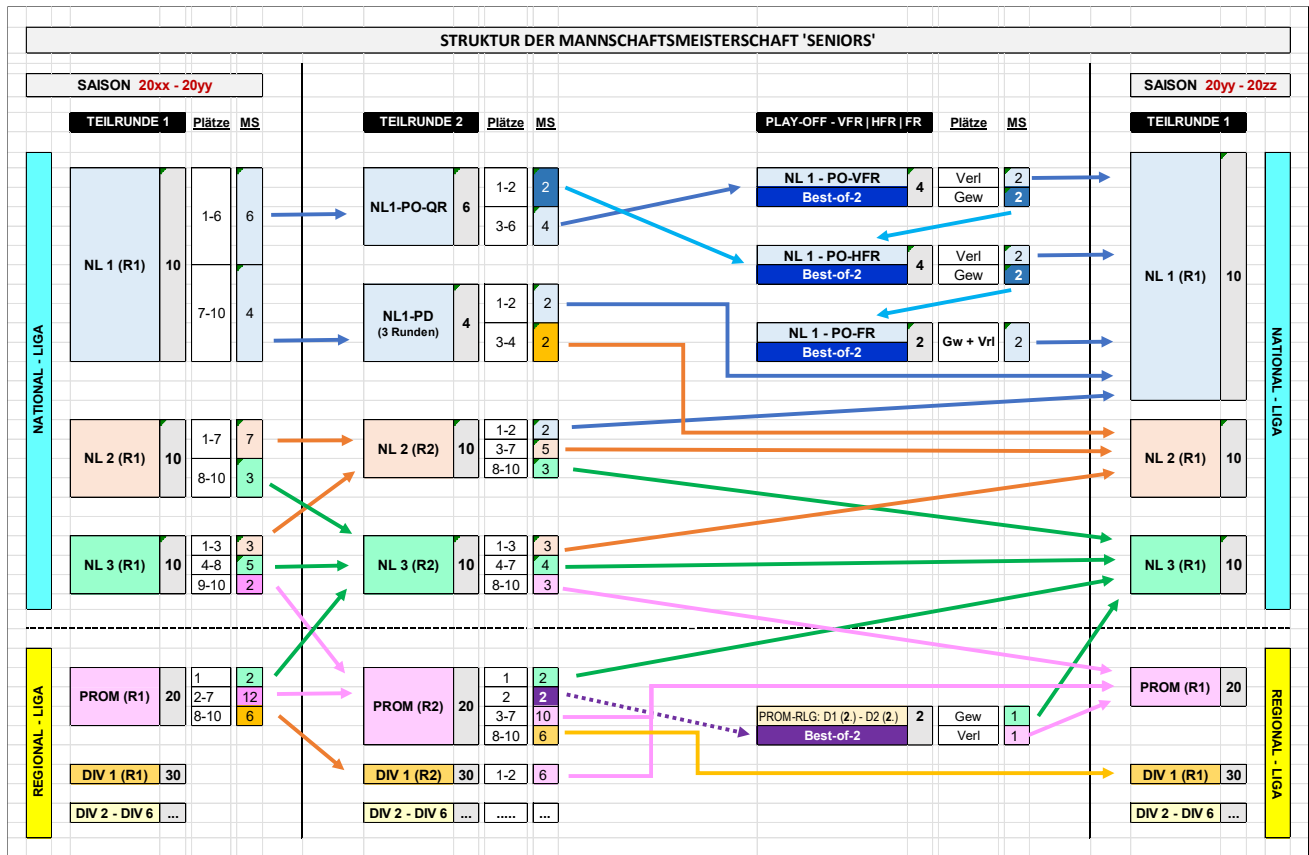 STRUKTUR DER MANNSCHAFTSMEISTERSCHAFT 'SENIORS'
SAISON 20xx - 20yy
SAISON 20yy - 20zz
TEILRUNDE 1 Plätze MS
TEILRUNDE 2 Plätze MS
PLAY-OFF - VFR | HFR | FR Plätze MS
TEILRUNDE 1
NATIONAL - LIGA
NL 1 (R1) 10
1-6 6
7-10 4
NL1-PO-QR 6
1-2 2
3-6 4
NL1-PD
(3 Runden)
4
1-2 2
3-4 2
NL 1 - PO-VFR 4 Verl 2
Best-of-2 Gew 2
NL 1 - PO-HFR 4 Verl 2
Best-of-2 Gew 2
NL 1 - PO-FR 2 Gw + Vrl 2
Best-of-2
NL 1 (R1) 10
NATIONAL - LIGA
NL 2 (R1) 10
1-7 7
8-10 3
NL 2 (R2) 10
1-2 2
3-7 5
8-10 3
NL 2 (R1) 10
NL 3 (R1) 10
1-3 3
4-8 5
9-10 2
NL 3 (R2) 10
1-3 3
4-7 4
8-10 3
NL 3 (R1) 10
REGIONAL - LIGA
PROM (R1) 20
1 2
2-7 12
8-10 6
PROM (R2) 20
1 2
2 2
3-7 10
8-10 6
PROM-RLG: D1 (2.) - D2 (2.) 2 Gew 1
Best-of-2 Verl 1
PROM (R1) 20
REGIONAL - LIGA
DIV 1 (R1) 30
DIV 1 (R2) 30 1-2 6
DIV 1 (R1) 30
DIV 2 - DIV 6 ...
DIV 2 - DIV 6 ... ..... ...
DIV 2 - DIV 6 ...